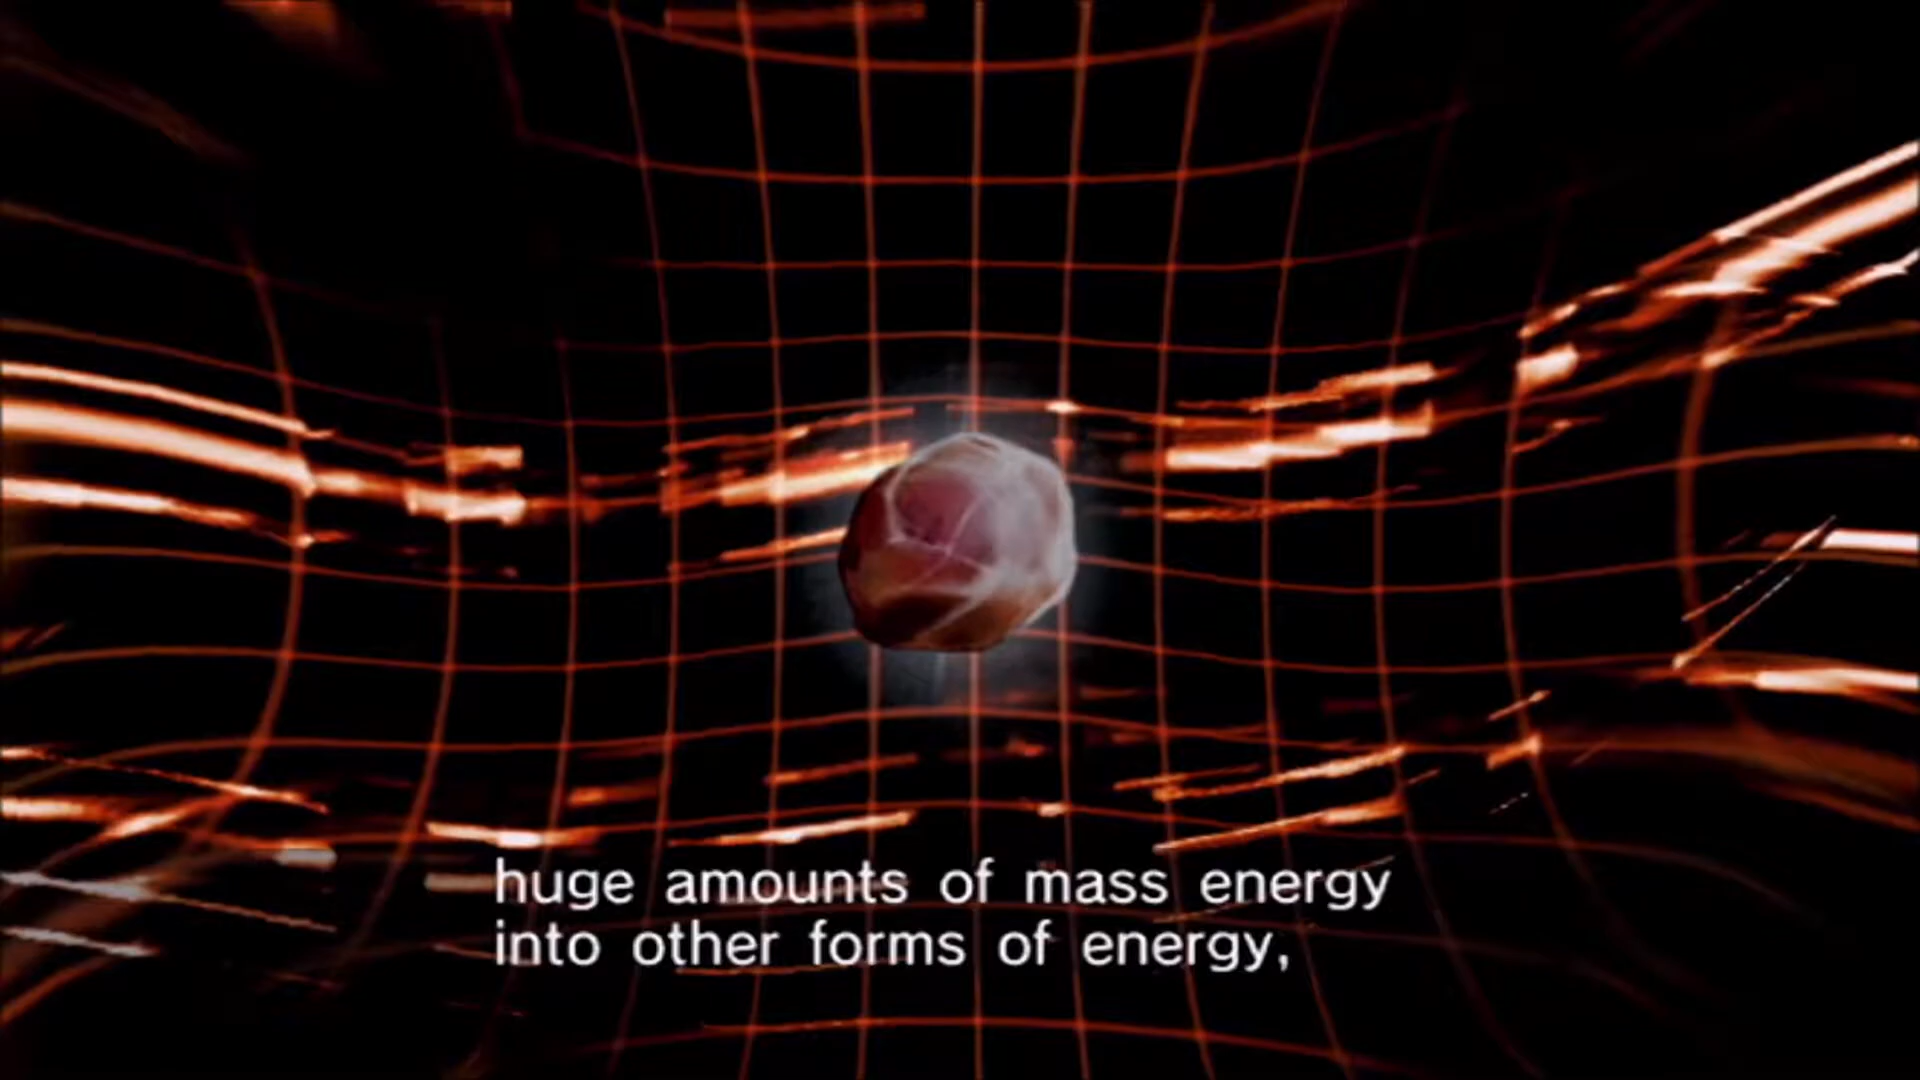 huge amounts of mass energy
into other forms of energy,